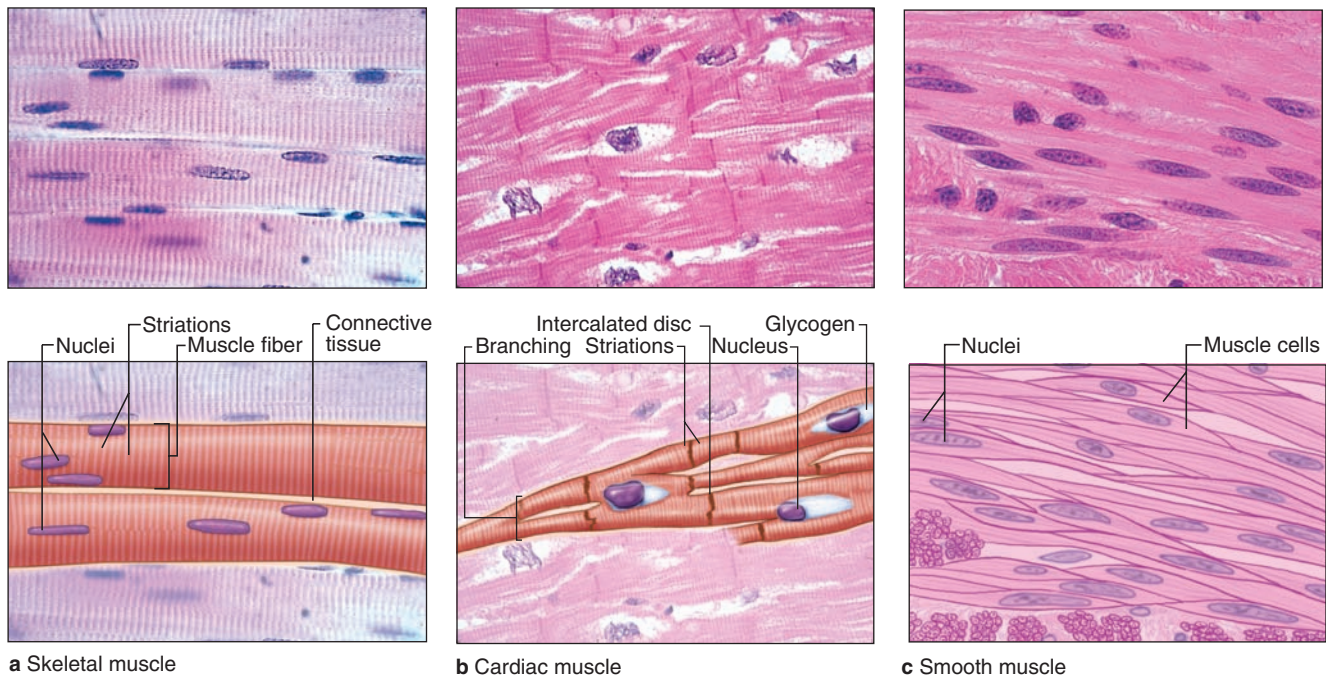 Striations
Connective
tissue
Nuclei
Muscle fiber
Intercalated disc
Glycogen
Branching
Striations
Nucleus
Nuclei
Muscle cells
a Skeletal muscle
b Cardiac muscle
c Smooth muscle